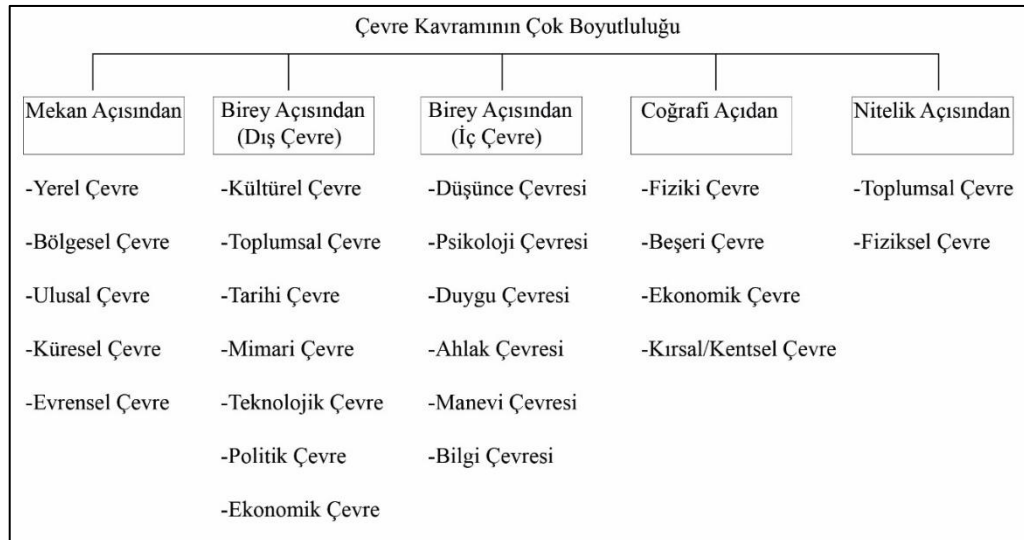 Çevre Kavramının Çok Boyutluluğu
Mekan Açısından
-Yerel Çevre
-Bölgesel Çevre
-Ulusal Çevre
-Küresel Çevre
-Evrensel Çevre
Birey Açısından
(Dış Çevre)
-Kültürel Çevre
-Toplumsal Çevre
-Tarihi Çevre
-Mimari Çevre
-Teknolojik Çevre
-Politik Çevre
-Ekonomik Çevre
Birey Açısından
(İç Çevre)
-Düşünce Çevresi
-Psikoloji Çevresi
-Duygu Çevresi
-Ahlak Çevresi
-Manevi Çevresi
-Bilgi Çevresi
Coğrafi Açıdan
-Fiziki Çevre
-Beşeri Çevre
-Ekonomik Çevre
-Kırsal/Kentsel Çevre
Nitelik Açısından
-Toplumsal Çevre
-Fiziksel Çevre